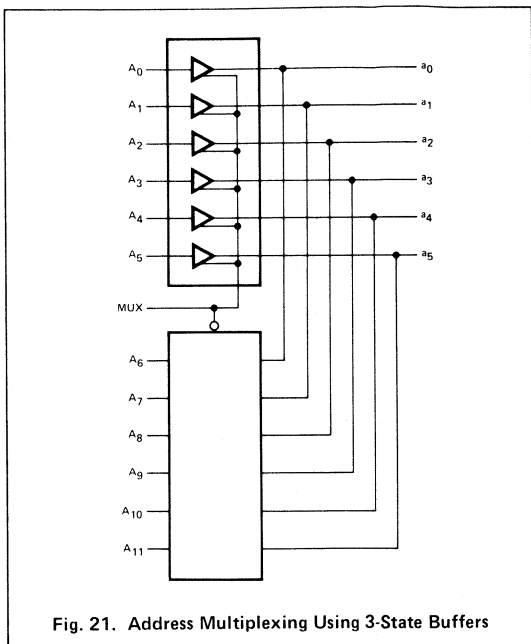 A0 a0
A1 a1
A2 a2
A3 a3
A4 a4
A5 a5
MUX
A6
A7
A8
A9
A10
A11
Fig. 21. Address Multiplexing Using 3-State Buffers